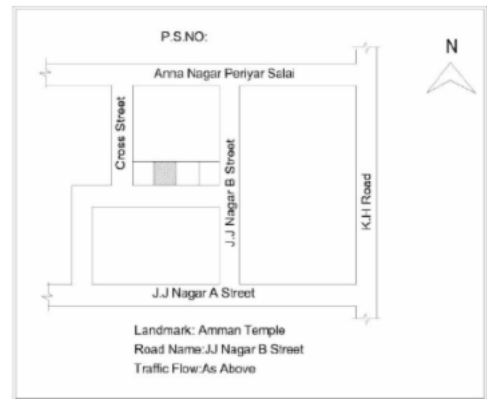 P.S.NO:
N
Anna Nagar Periyar Salai
Cross Street
J.J Nagar B Street
K.H Road
J.J Nagar A Street
Landmark: Amman Temple
Road Name:JJ Nagar B Street
Traffic Flow:As Above